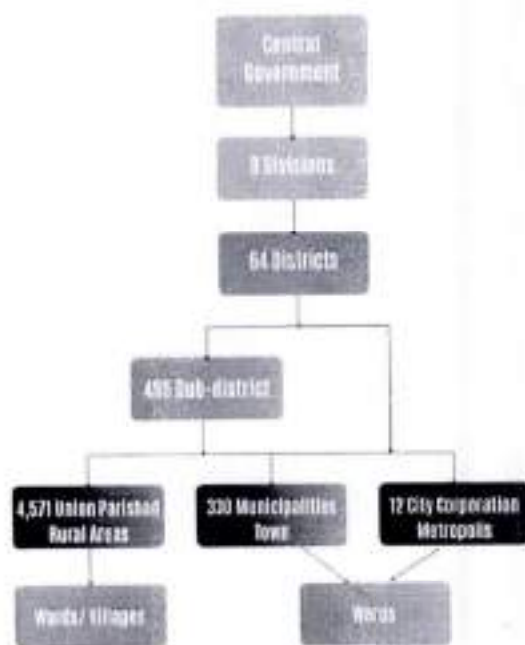 Central
Government
8 Divisions
64 Districts
495 Sub-district
4,571 Union Parishad
Rural Areas
330 Municipalities
Town
12 City Corporation
Metropolis
Wards/ Villages
Wards